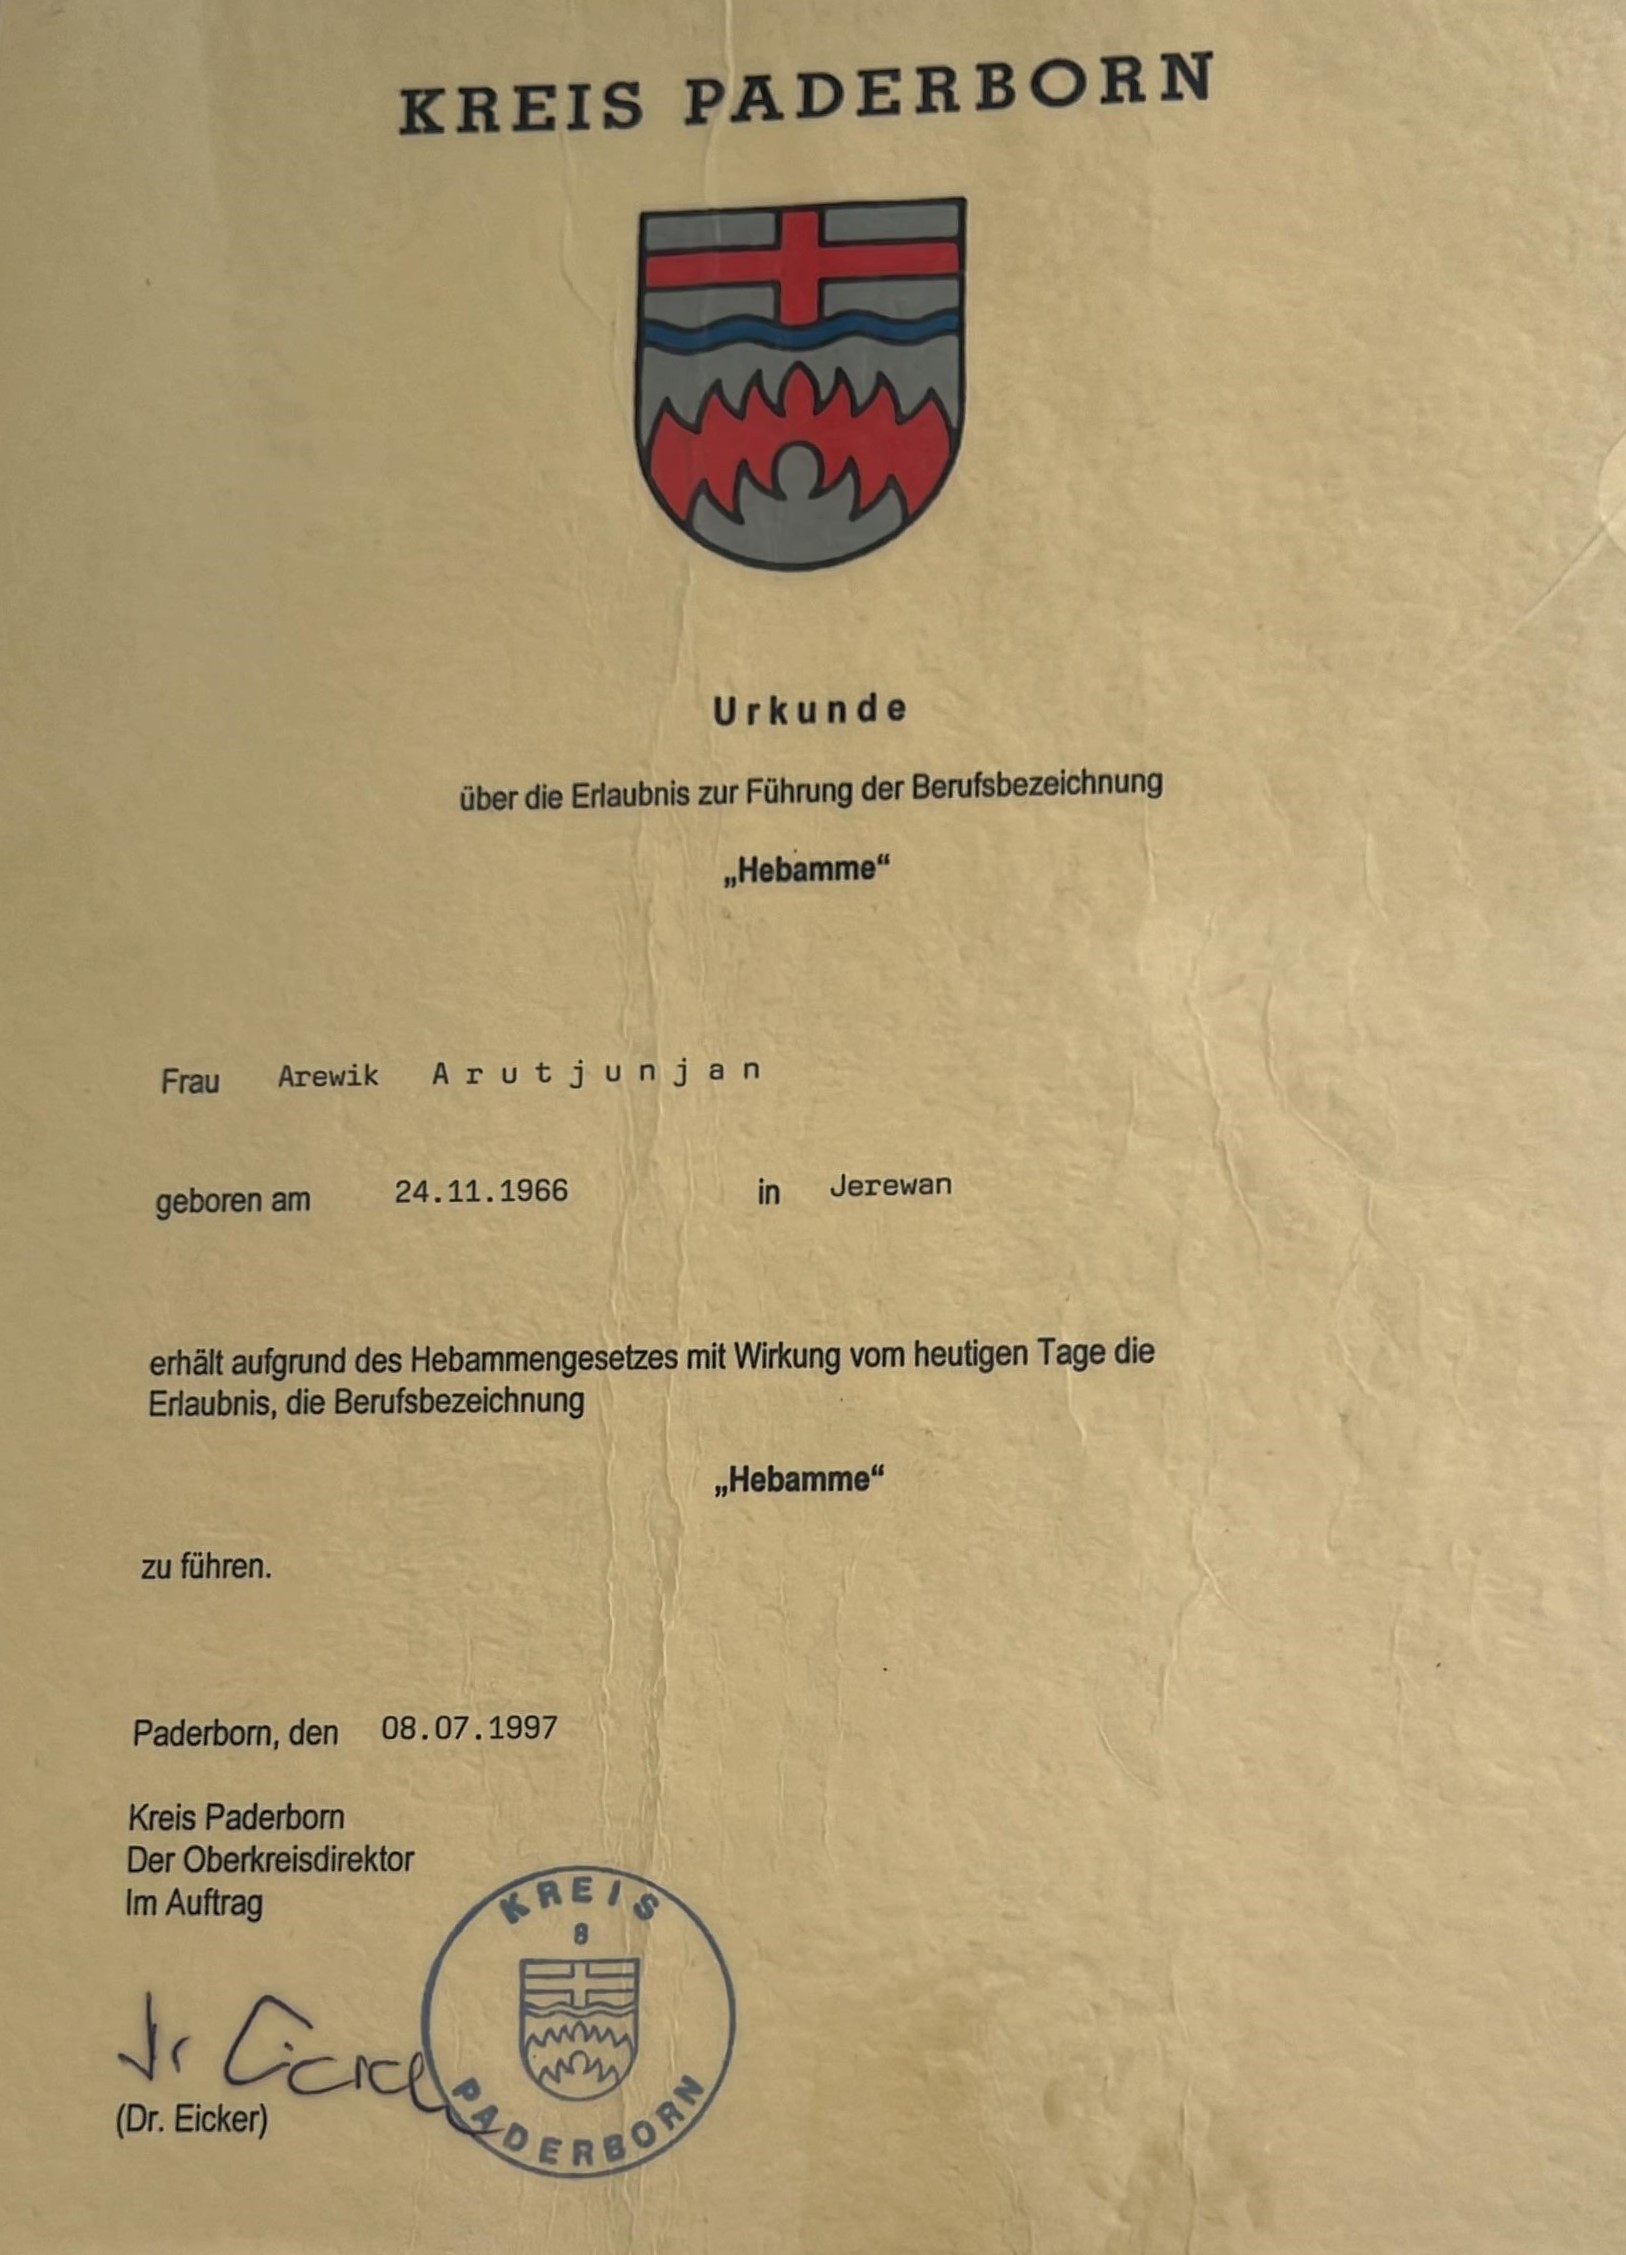 KREIS PADERBORN
Urkunde
über die Erlaubnis zur Führung der Berufsbezeichnung
„Hebamme“
Frau Arewik Arutjunjan
geboren am 24.11.1966 in Jerewan
erhält aufgrund des Hebammengesetzes mit Wirkung vom heutigen Tage die
Erlaubnis, die Berufsbezeichnung
„Hebamme“
zu führen.
Paderborn, den 08.07.1997
Kreis Paderborn
Der Oberkreisdirektor
Im Auftrag
KREIS
8
PADERBORN
Dr Eicker
(Dr. Eicker)